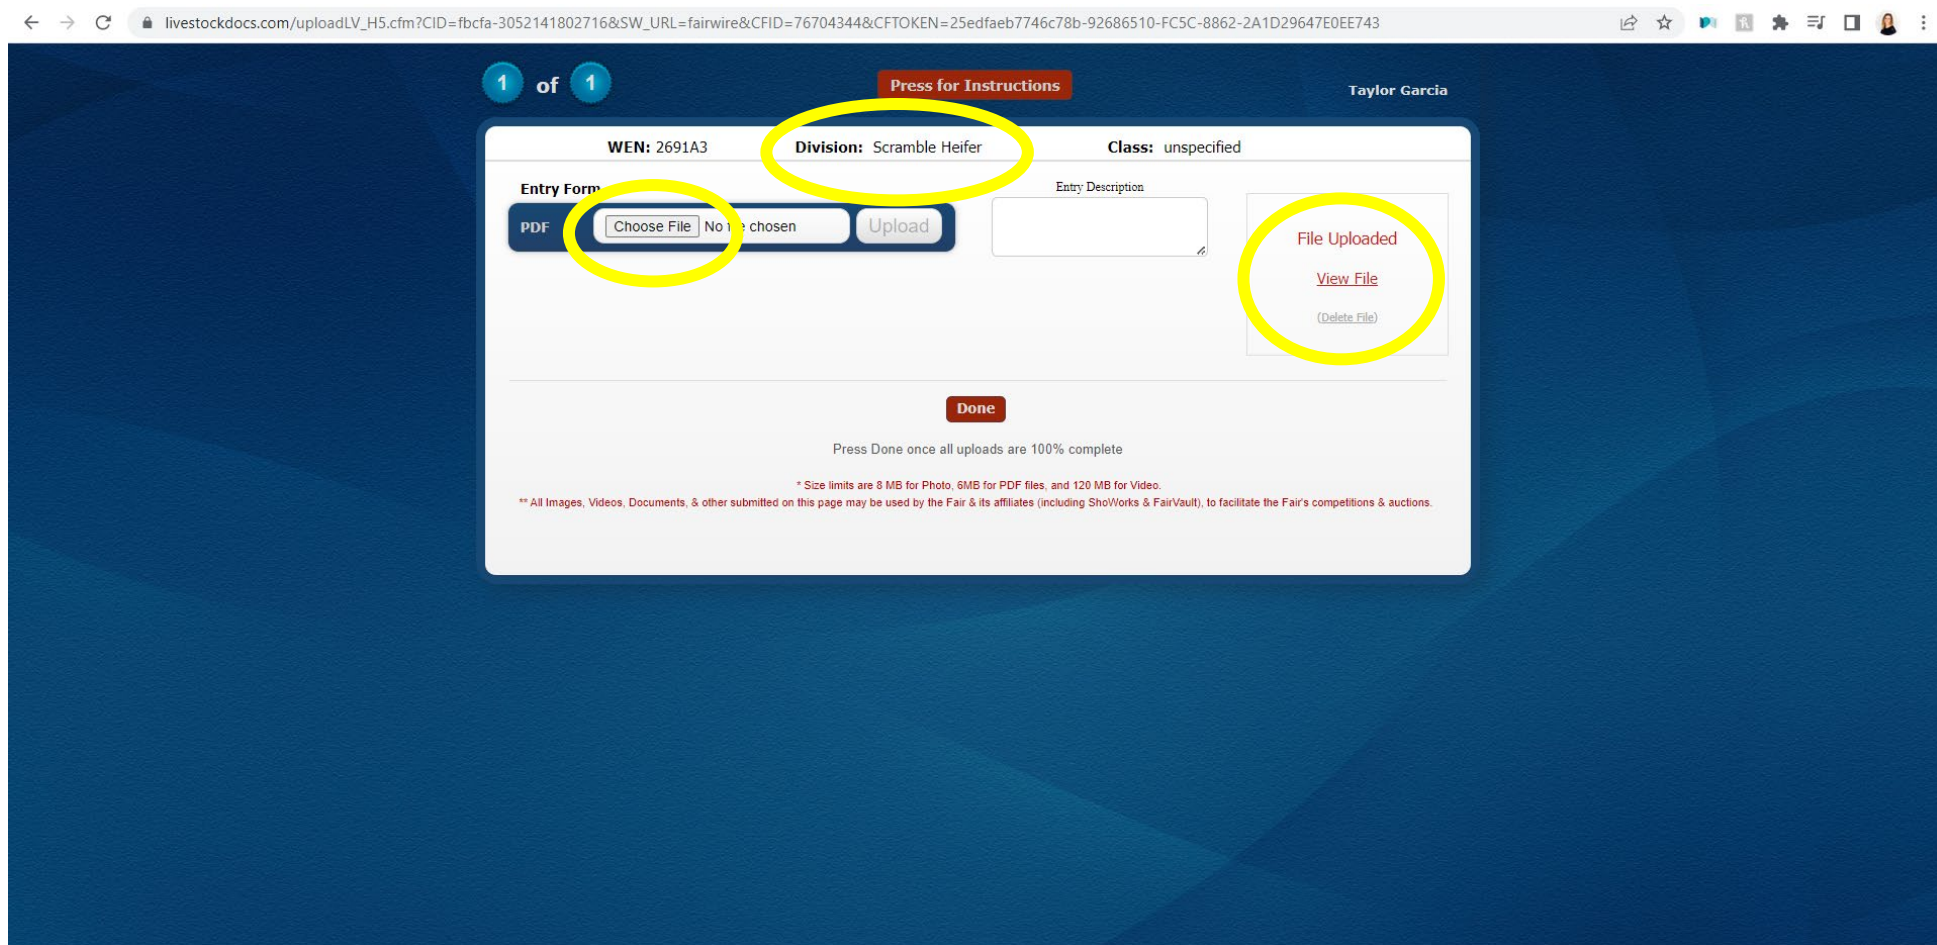 livestockdocs.com/uploadLV_H5.cfm?CID=fbcfa-3052141802716&SW_URL=fairwire&CFID=76704344&CFTOKEN=25edfaeb7746c78b-92686510-FC5C-8862-2A1D29647E0EE743
1 of 1
Press for Instructions
Taylor Garcia
WEN: 2691A3 Division: Scramble Heifer Class: unspecified
Entry Form
Entry Description
PDF Choose File No file chosen Upload
File Uploaded
View File
(Delete File)
Done
Press Done once all uploads are 100% complete
* Size limits are 8 MB for Photo, 6MB for PDF files, and 120 MB for Video.
** All Images, Videos, Documents, & other submitted on this page may be used by the Fair & its affiliates (including ShoWorks & FairVault), to facilitate the Fair's competitions & auctions.